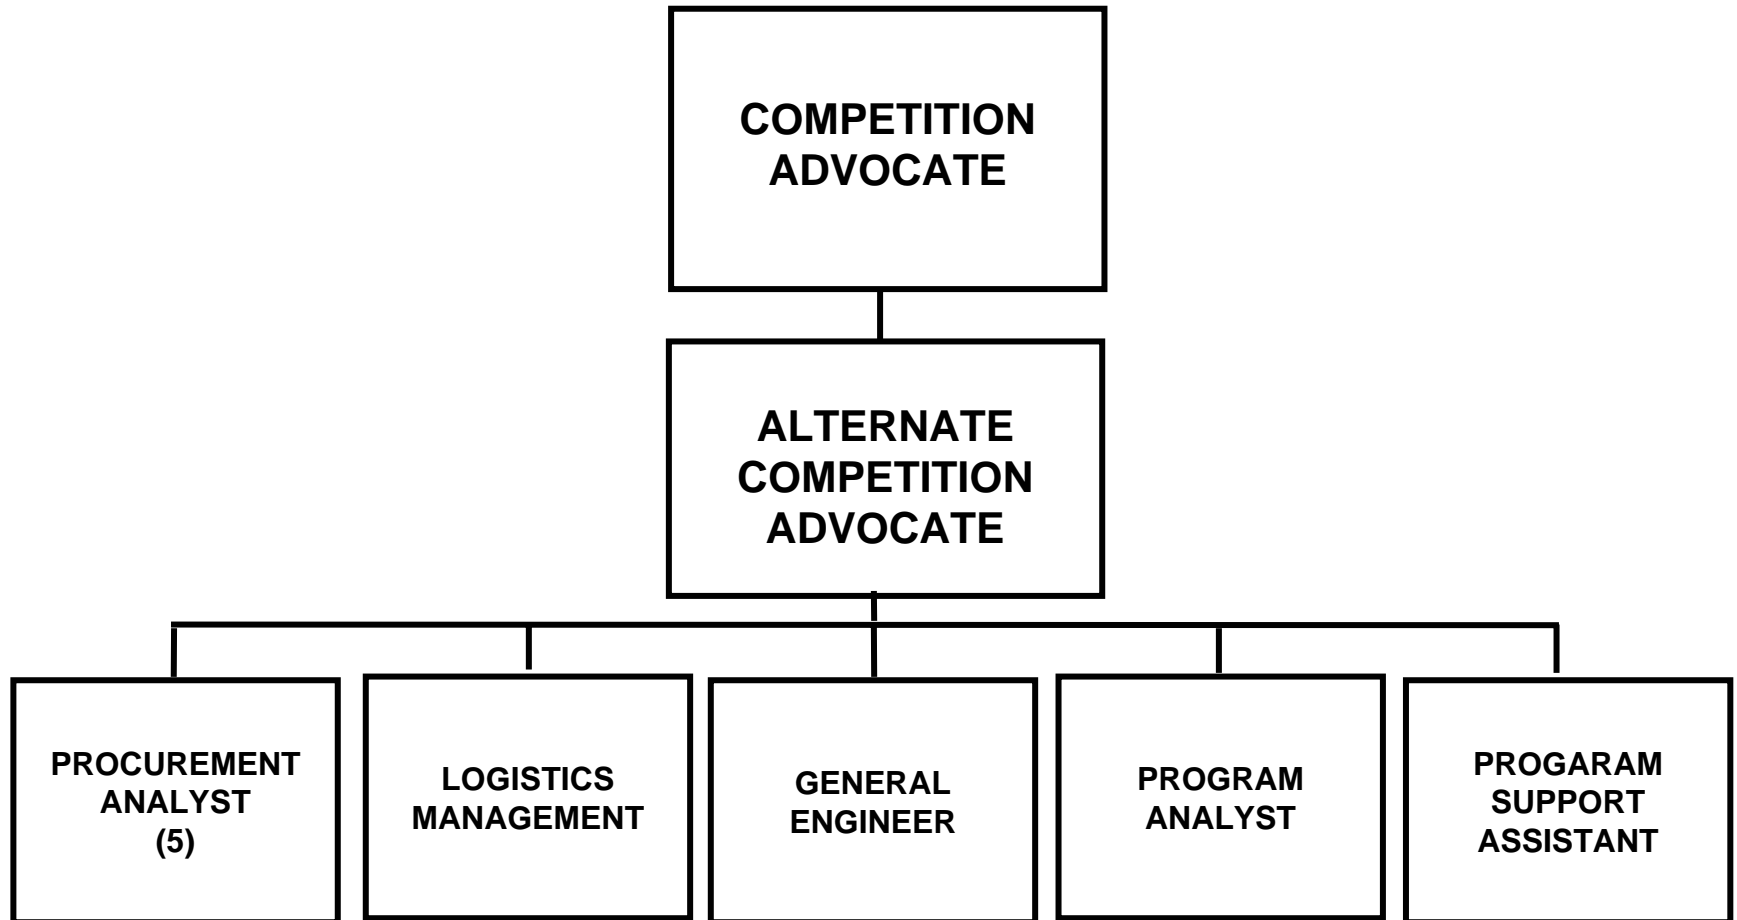 COMPETITION
ADVOCATE
ALTERNATE
COMPETITION
ADVOCATE
PROCUREMENT
ANALYST
(5)
LOGISTICS
MANAGEMENT
GENERAL
ENGINEER
PROGRAM
ANALYST
PROGARAM
SUPPORT
ASSISTANT